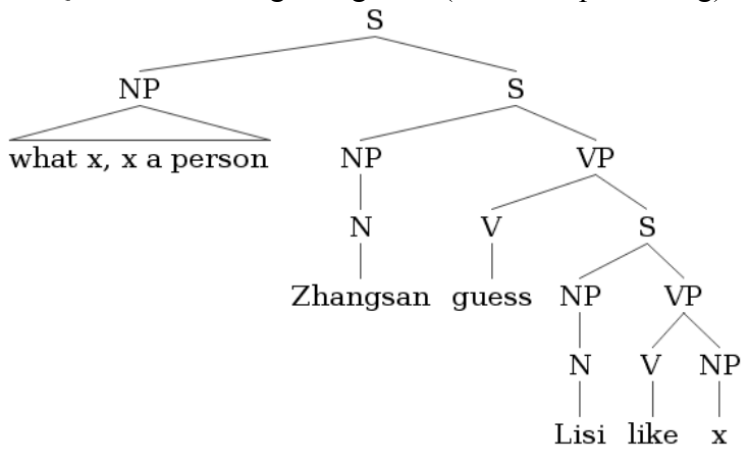 S
NP S
what x, x a person NP VP
N V S
Zhangsan guess NP VP
N V NP
Lisi like x